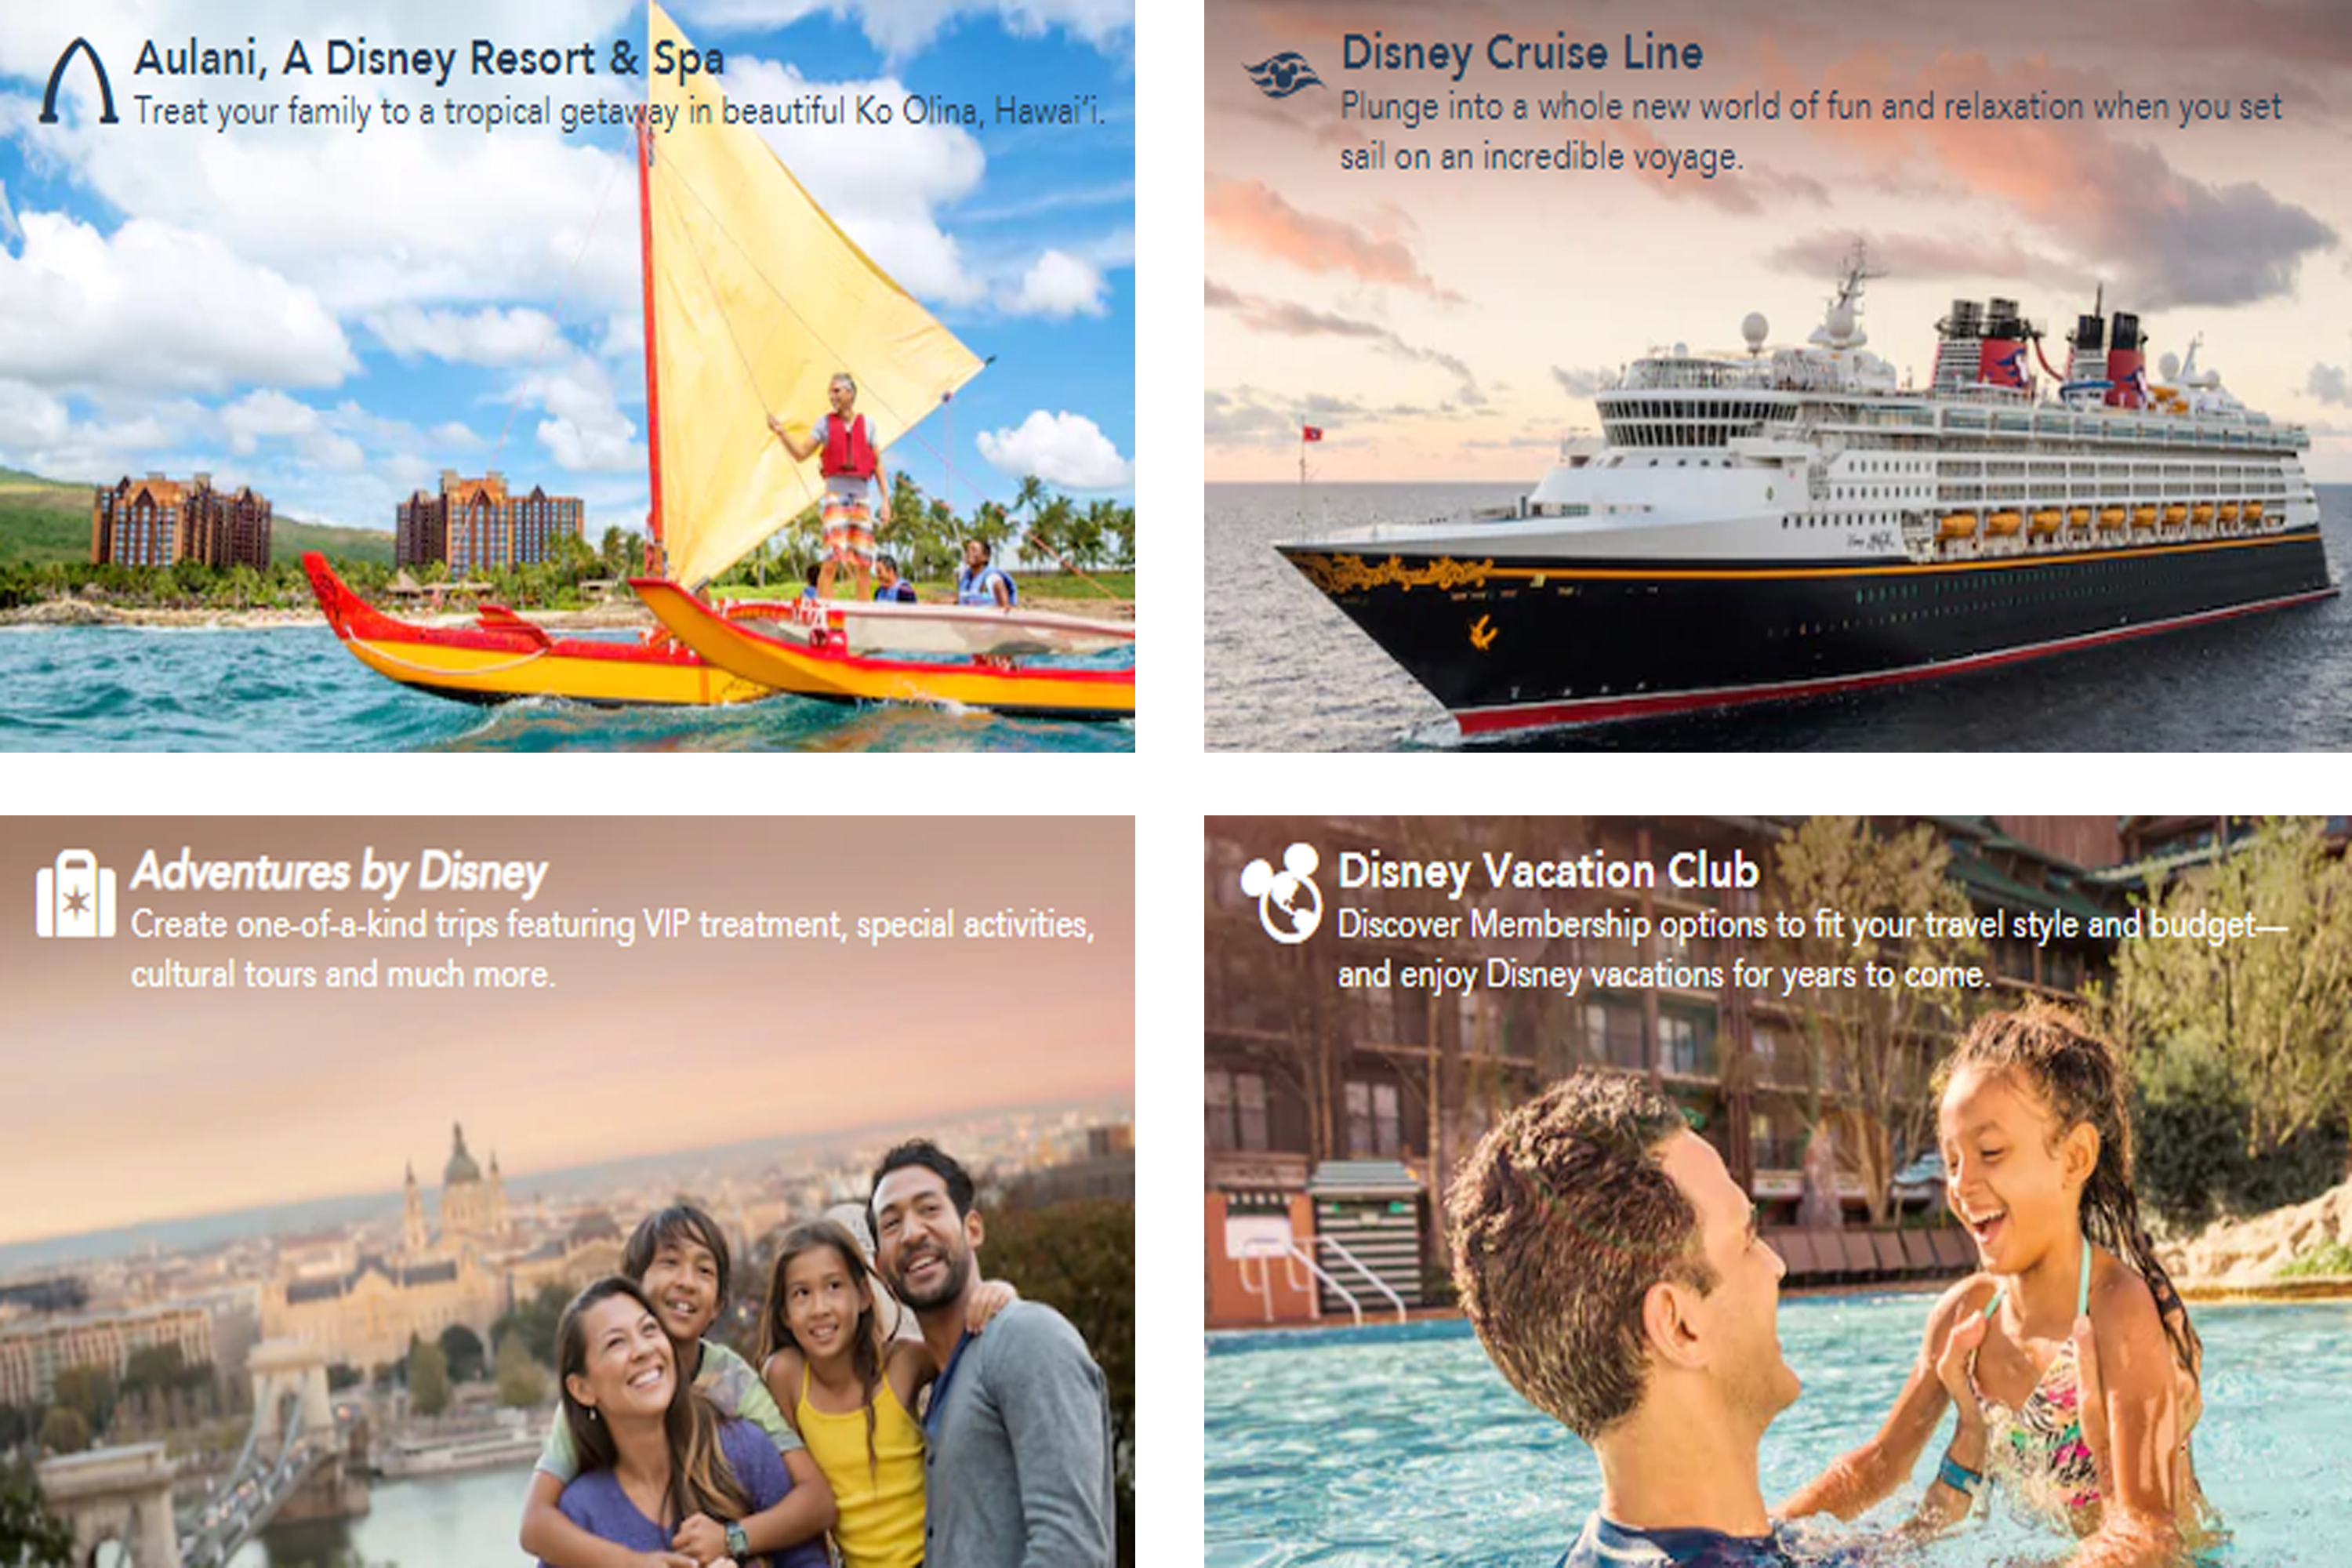 Aulani, A Disney Resort & Spa
Treat your family to a tropical getaway in beautiful Ko Olina, Hawai‘i.
Disney Cruise Line
Plunge into a whole new world of fun and relaxation when you set
sail on an incredible voyage.
Adventures by Disney
Create one-of-a-kind trips featuring VIP treatment, special activities,
cultural tours and much more.
Disney Vacation Club
Discover Membership options to fit your travel style and budget—
and enjoy Disney vacations for years to come.